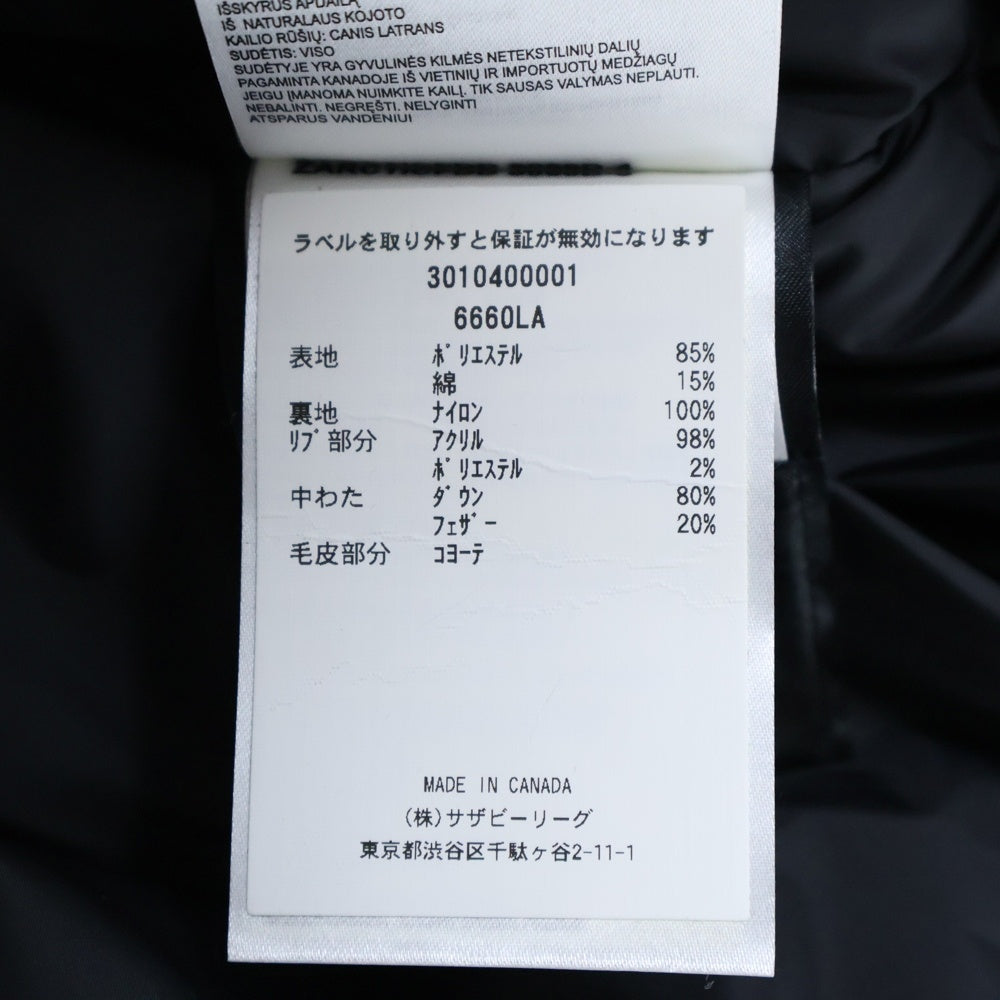 IŠSKYRUS APDAILĄ
IŠ NATURALAUS KOJOTO
KAILIO RŪŠIŲ: CANIS LATRANS
SUDĖTIS: VISO
SUDĖTYJE YRA GYVULINĖS KILMĖS NETEKSTILINIŲ DALIŲ
PAGAMINTA KANADOJE IŠ VIETINIŲ IR IMPORTUOTŲ MEDŽIAGŲ
JEIGU ĮMANOMA NUIMKITE KAILĮ. TIK SAUSAS VALYMAS NEPLAUTI.
NEBALINTI. NEGRĘŠTI. NELYGINTI
ATSPARUS VANDENIUI
ラベルを取り外すと保証が無効になります
3010400001
6660LA
表地 ﾎﾟﾘｴｽﾃﾙ 85%
綿 15%
裏地 ﾅｲﾛﾝ 100%
ﾘﾌﾞ部分 ｱｸﾘﾙ 98%
ﾎﾟﾘｴｽﾃﾙ 2%
中わた ﾀﾞｳﾝ 80%
ﾌｪｻﾞｰ 20%
毛皮部分 ｺﾖｰﾃ
MADE IN CANADA
(株)サザビーリーグ
東京都渋谷区千駄ヶ谷2-11-1